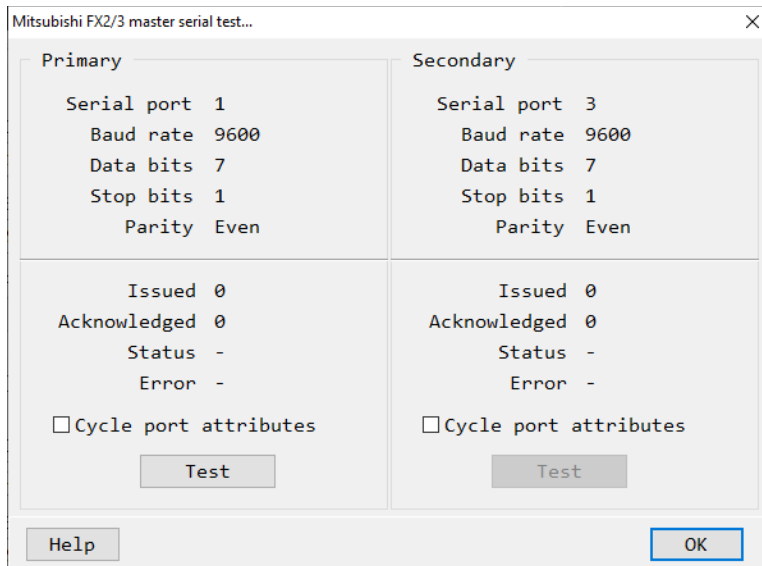 Mitsubishi FX2/3 master serial test...
Primary
Serial port 1
Baud rate 9600
Data bits 7
Stop bits 1
Parity Even
Issued 0
Acknowledged 0
Status -
Error -
Cycle port attributes
Test
Secondary
Serial port 3
Baud rate 9600
Data bits 7
Stop bits 1
Parity Even
Issued 0
Acknowledged 0
Status -
Error -
Cycle port attributes
Test
Help
OK